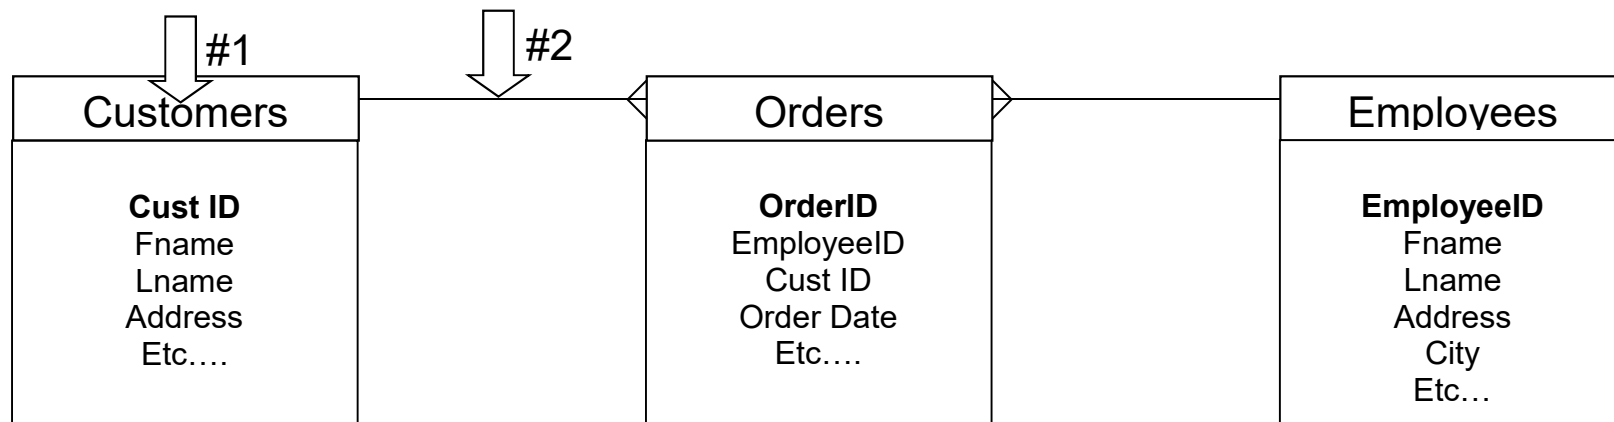 #1
#2
Customers
Cust ID
Fname
Lname
Address
Etc….
Orders
OrderID
EmployeeID
Cust ID
Order Date
Etc….
Employees
EmployeeID
Fname
Lname
Address
City
Etc…